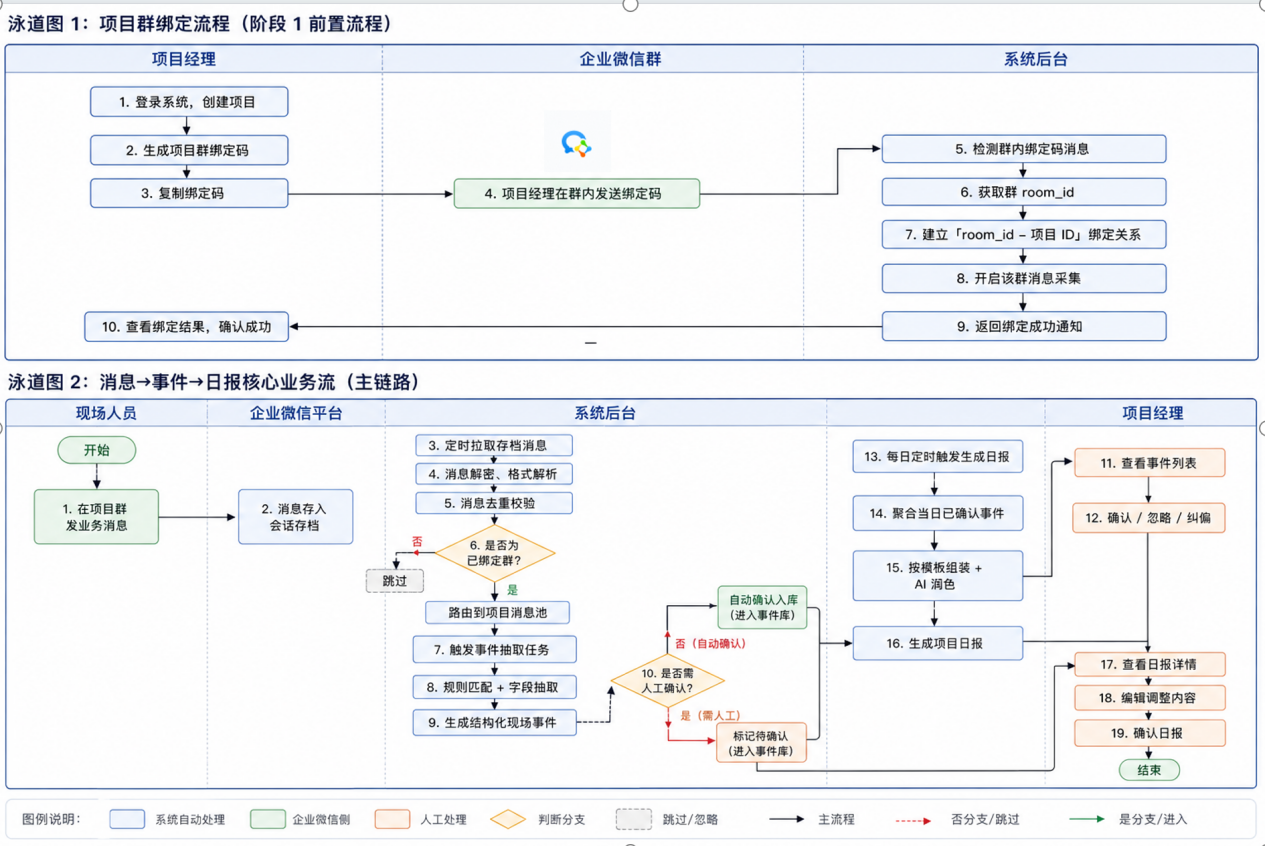 泳道图 1：项目群绑定流程（阶段 1 前置流程）
项目经理
企业微信群
系统后台
1. 登录系统，创建项目
2. 生成项目群绑定码
3. 复制绑定码
4. 项目经理在群内发送绑定码
5. 检测群内绑定码消息
6. 获取群 room_id
7. 建立「room_id – 项目 ID」绑定关系
8. 开启该群消息采集
9. 返回绑定成功通知
10. 查看绑定结果，确认成功
泳道图 2：消息→事件→日报核心业务流（主链路）
现场人员
企业微信平台
系统后台
项目经理
开始
1. 在项目群
发业务消息
2. 消息存入
会话存档
3. 定时拉取存档消息
4. 消息解密、格式解析
5. 消息去重校验
6. 是否为
已绑定群？
否
跳过
是
路由到项目消息池
7. 触发事件抽取任务
8. 规则匹配 + 字段抽取
9. 生成结构化现场事件
10. 是否需
人工确认？
否（自动确认）
自动确认入库
（进入事件库）
是（需人工）
标记待确认
（进入事件库）
13. 每日定时触发生成日报
14. 聚合当日已确认事件
15. 按模板组装 +
AI 润色
16. 生成项目日报
11. 查看事件列表
12. 确认 / 忽略 / 纠偏
17. 查看日报详情
18. 编辑调整内容
19. 确认日报
结束
图例说明：
系统自动处理
企业微信侧
人工处理
判断分支
跳过/忽略
主流程
否分支/跳过
是分支/进入